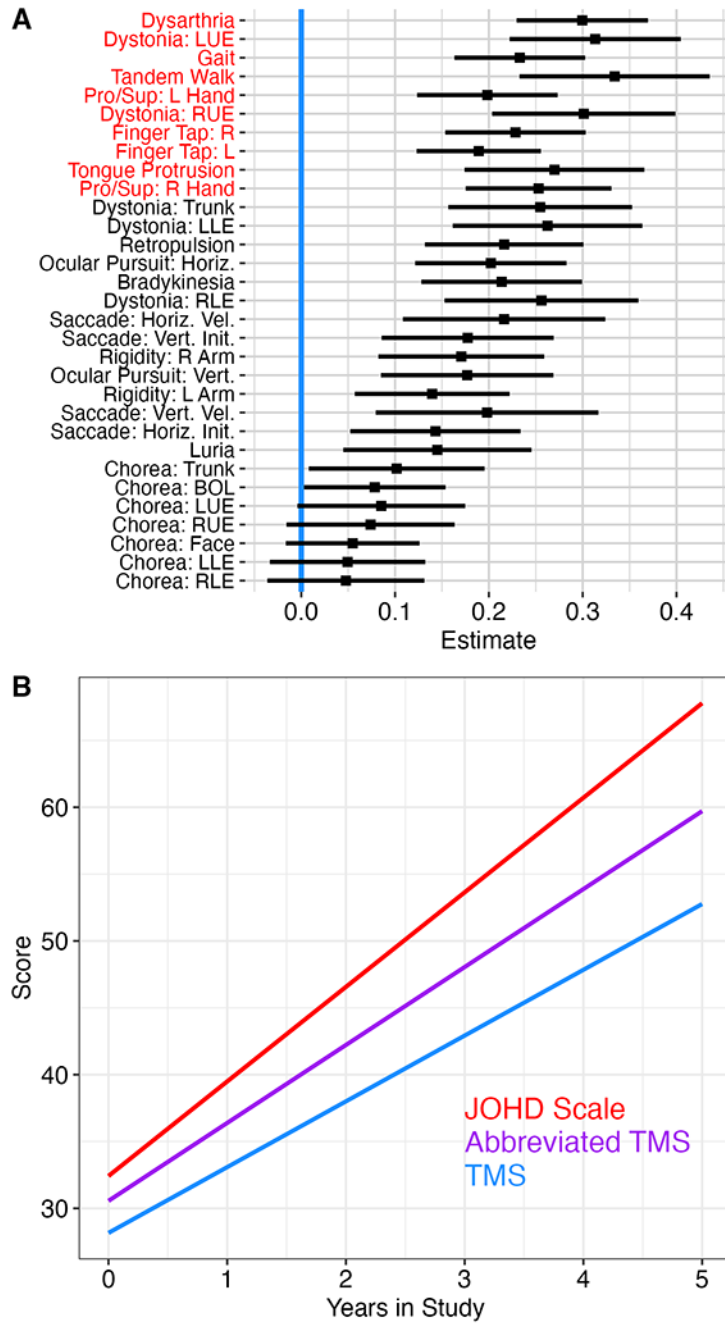 A
Dysarthria
Dystonia: LUE
Gait
Tandem Walk
Pro/Sup: L Hand
Dystonia: RUE
Finger Tap: R
Finger Tap: L
Tongue Protrusion
Pro/Sup: R Hand
Dystonia: Trunk
Dystonia: LLE
Retropulsion
Ocular Pursuit: Horiz.
Bradykinesia
Dystonia: RLE
Saccade: Horiz. Vel.
Saccade: Vert. Init.
Rigidity: R Arm
Ocular Pursuit: Vert.
Rigidity: L Arm
Saccade: Vert. Vel.
Saccade: Horiz. Init.
Luria
Chorea: Trunk
Chorea: BOL
Chorea: LUE
Chorea: RUE
Chorea: Face
Chorea: LLE
Chorea: RLE
0.0 0.1 0.2 0.3 0.4
Estimate
B
60
50
40
30
Score
JOHD Scale
Abbreviated TMS
TMS
0 1 2 3 4 5
Years in Study